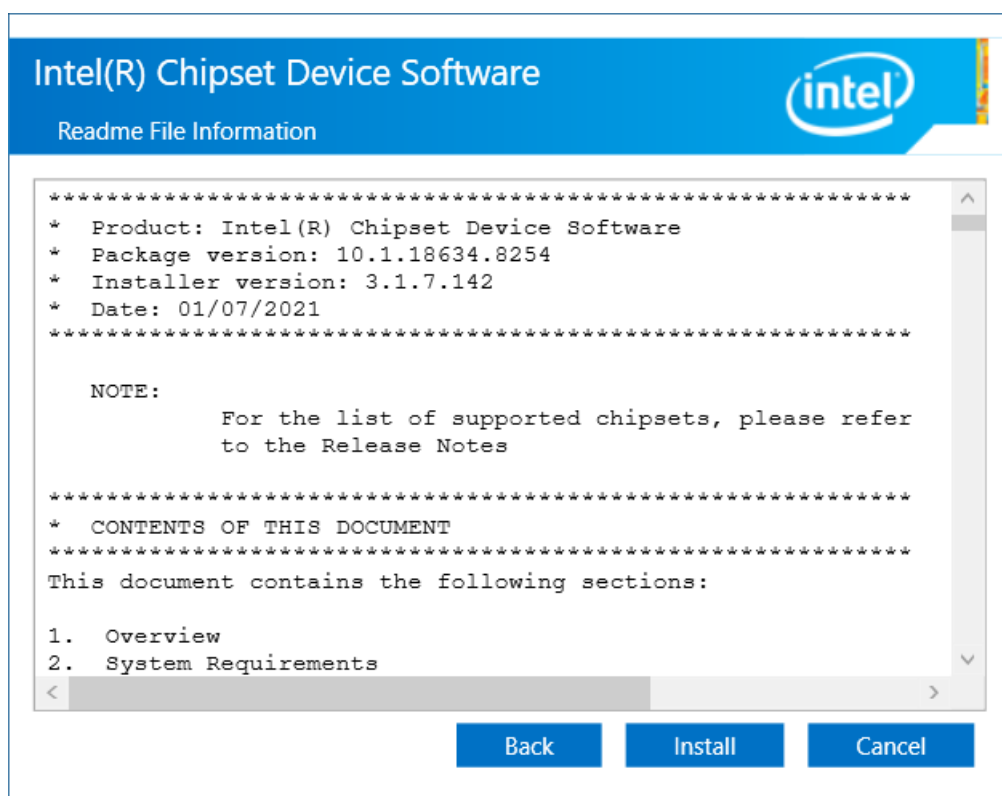 Intel(R) Chipset Device Software
intel
Readme File Information
************************************************************
*  Product: Intel(R) Chipset Device Software
*  Package version: 10.1.18634.8254
*  Installer version: 3.1.7.142
*  Date: 01/07/2021
************************************************************
NOTE:
For the list of supported chipsets, please refer
to the Release Notes
************************************************************
*  CONTENTS OF THIS DOCUMENT
************************************************************
This document contains the following sections:
1.  Overview
2.  System Requirements
Back Install Cancel